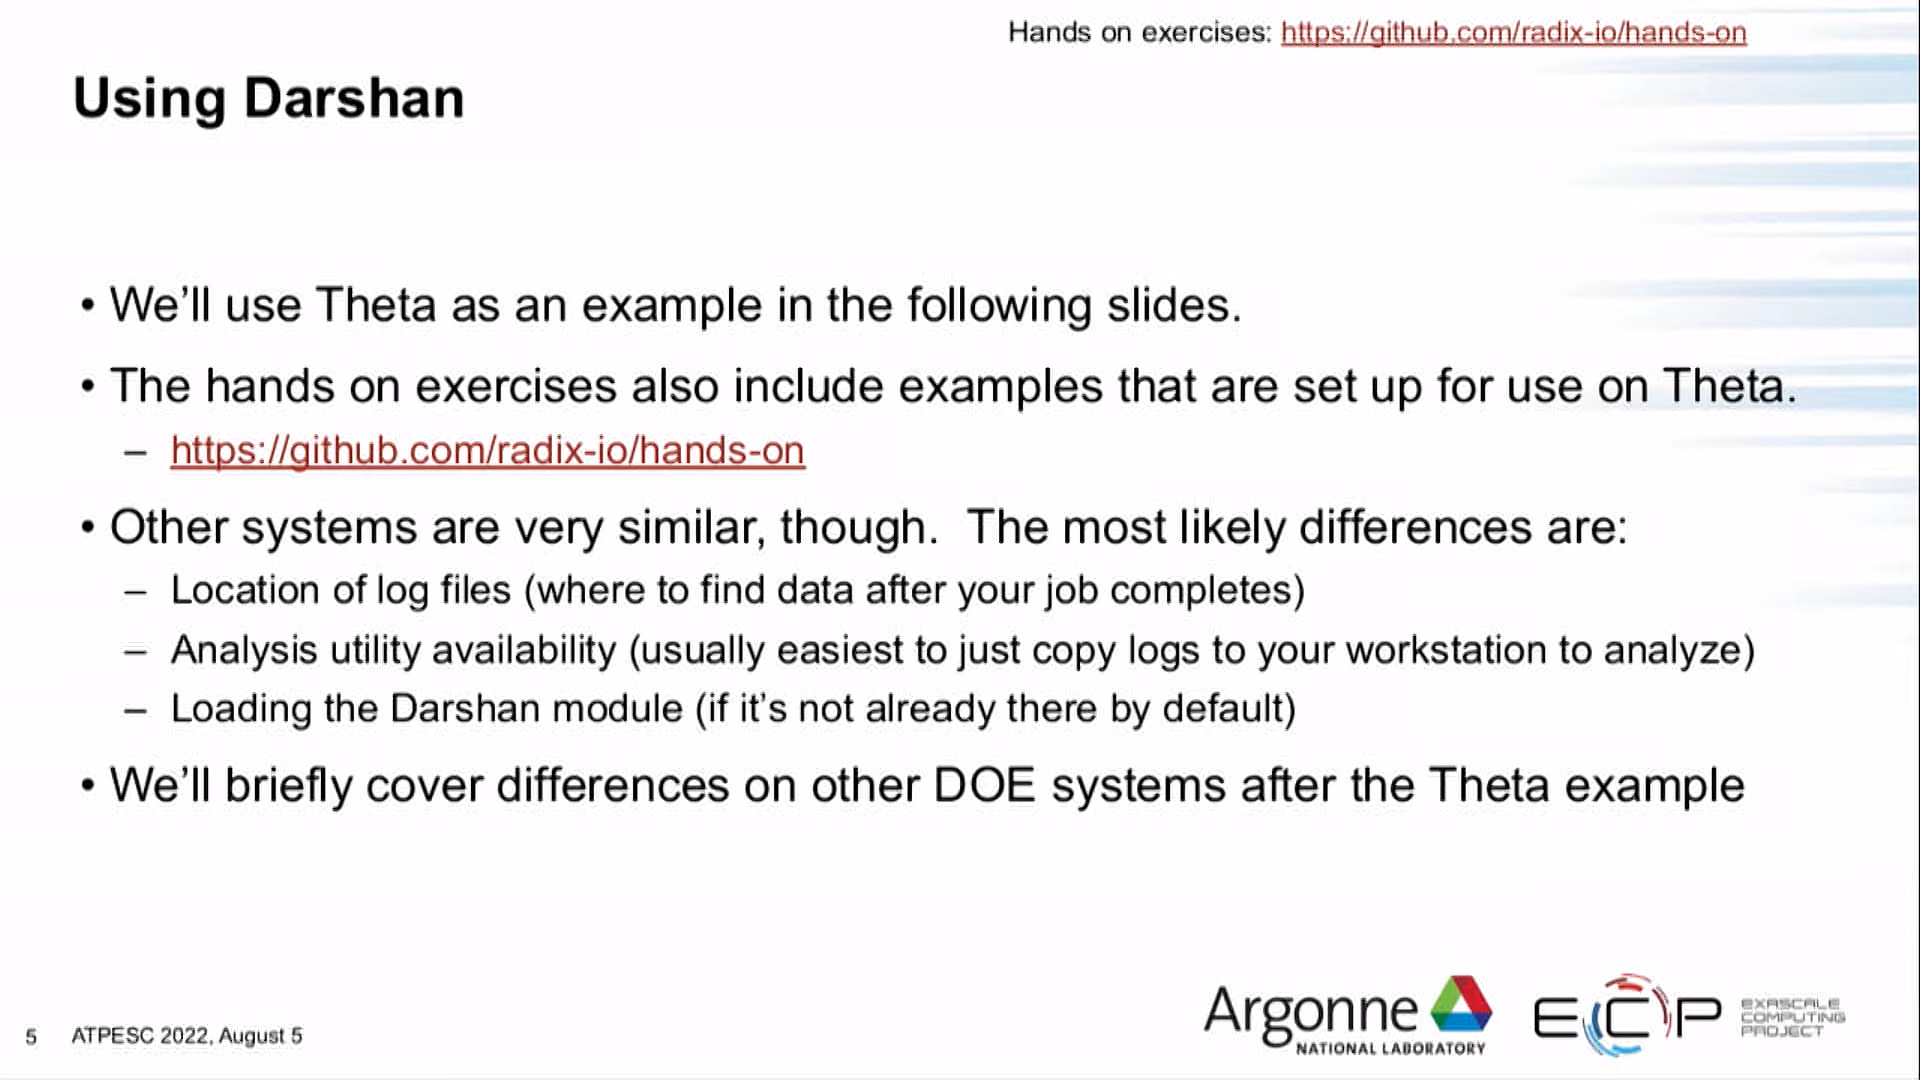 Hands on exercises: https://github.com/radix-io/hands-on
Using Darshan
• We’ll use Theta as an example in the following slides.
• The hands on exercises also include examples that are set up for use on Theta.
– https://github.com/radix-io/hands-on
• Other systems are very similar, though.  The most likely differences are:
– Location of log files (where to find data after your job completes)
– Analysis utility availability (usually easiest to just copy logs to your workstation to analyze)
– Loading the Darshan module (if it’s not already there by default)
• We’ll briefly cover differences on other DOE systems after the Theta example
5 ATPESC 2022, August 5
Argonne
NATIONAL LABORATORY
ECP
EXASCALE
COMPUTING
PROJECT